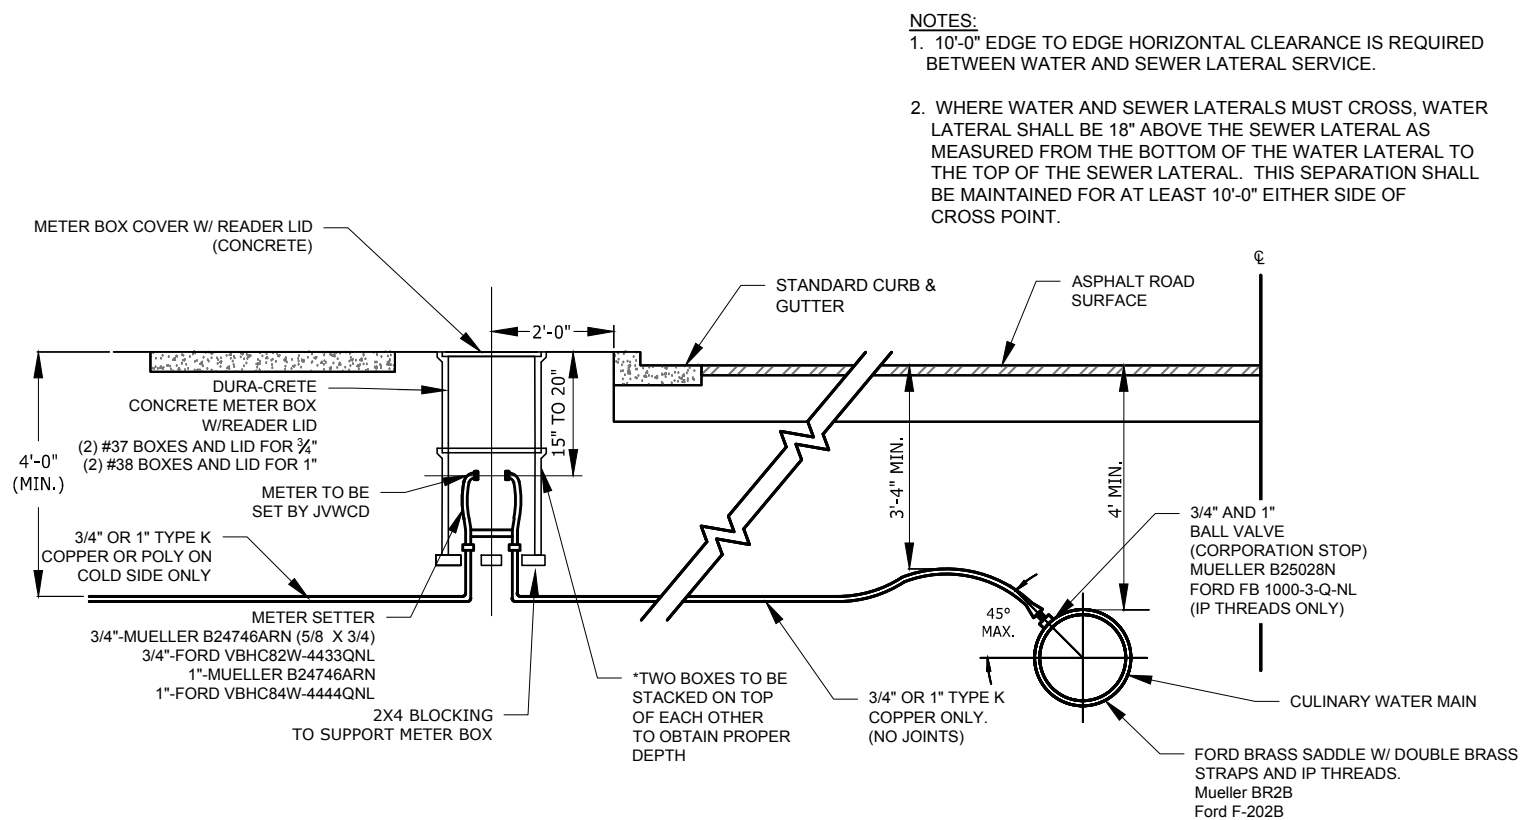 NOTES:
1. 10'-0" EDGE TO EDGE HORIZONTAL CLEARANCE IS REQUIRED
BETWEEN WATER AND SEWER LATERAL SERVICE.
2. WHERE WATER AND SEWER LATERALS MUST CROSS, WATER
LATERAL SHALL BE 18" ABOVE THE SEWER LATERAL AS
MEASURED FROM THE BOTTOM OF THE WATER LATERAL TO
THE TOP OF THE SEWER LATERAL. THIS SEPARATION SHALL
BE MAINTAINED FOR AT LEAST 10'-0" EITHER SIDE OF
CROSS POINT.
METER BOX COVER W/ READER LID
(CONCRETE)
STANDARD CURB &
GUTTER
ASPHALT ROAD
SURFACE
℄
2'-0"
15" TO 20"
4'-0"
(MIN.)
DURA-CRETE
CONCRETE METER BOX
W/READER LID
(2) #37 BOXES AND LID FOR ¾"
(2) #38 BOXES AND LID FOR 1"
METER TO BE
SET BY JVWCD
3/4" OR 1" TYPE K
COPPER OR POLY ON
COLD SIDE ONLY
METER SETTER
3/4"-MUELLER B24746ARN (5/8 X 3/4)
3/4"-FORD VBHC82W-4433QNL
1"-MUELLER B24746ARN
1"-FORD VBHC84W-4444QNL
2X4 BLOCKING
TO SUPPORT METER BOX
*TWO BOXES TO BE
STACKED ON TOP
OF EACH OTHER
TO OBTAIN PROPER
DEPTH
3'-4" MIN.
4' MIN.
45°
MAX.
3/4" OR 1" TYPE K
COPPER ONLY.
(NO JOINTS)
3/4" AND 1"
BALL VALVE
(CORPORATION STOP)
MUELLER B25028N
FORD FB 1000-3-Q-NL
(IP THREADS ONLY)
CULINARY WATER MAIN
FORD BRASS SADDLE W/ DOUBLE BRASS
STRAPS AND IP THREADS.
Mueller BR2B
Ford F-202B